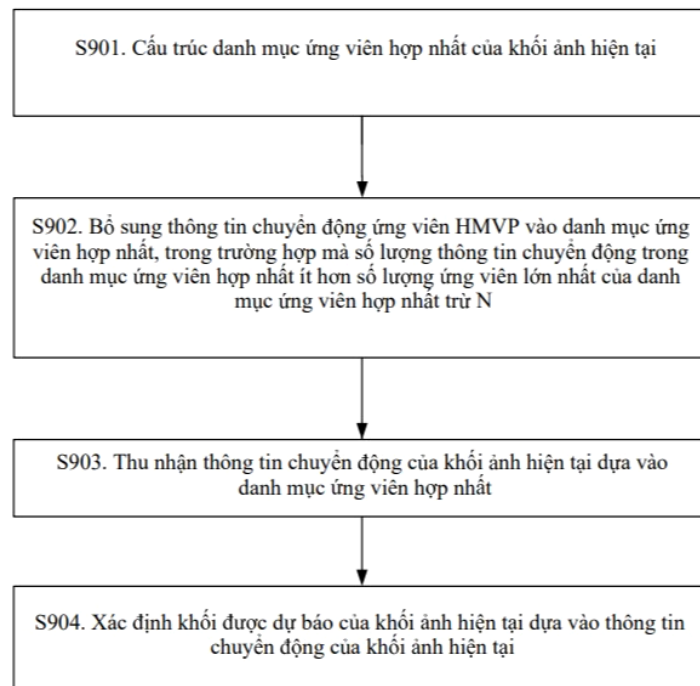 S901. Cấu trúc danh mục ứng viên hợp nhất của khối ảnh hiện tại
S902. Bổ sung thông tin chuyển động ứng viên HMVP vào danh mục ứng
viên hợp nhất, trong trường hợp mà số lượng thông tin chuyển động trong
danh mục ứng viên hợp nhất ít hơn số lượng ứng viên lớn nhất của danh
mục ứng viên hợp nhất trừ N
S903. Thu nhận thông tin chuyển động của khối ảnh hiện tại dựa vào
danh mục ứng viên hợp nhất
S904. Xác định khối được dự báo của khối ảnh hiện tại dựa vào thông tin
chuyển động của khối ảnh hiện tại